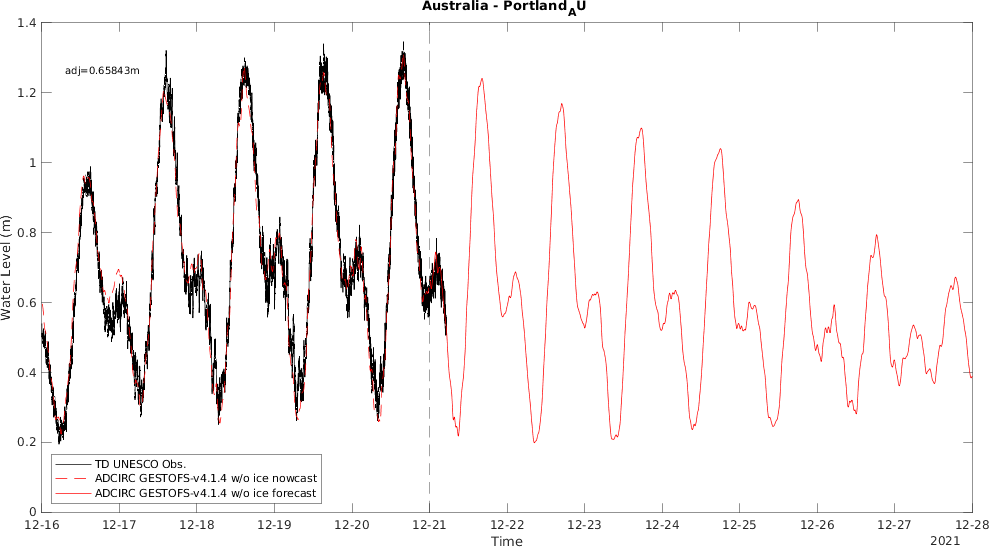 Australia - Portland_AU
adj=0.65843m
Water Level (m)
1.4
1.2
1
0.8
0.6
0.4
0.2
0
TD UNESCO Obs.
ADCIRC GESTOFS-v4.1.4 w/o ice nowcast
ADCIRC GESTOFS-v4.1.4 w/o ice forecast
12-16 12-17 12-18 12-19 12-20 12-21 12-22 12-23 12-24 12-25 12-26 12-27 12-28
Time
2021